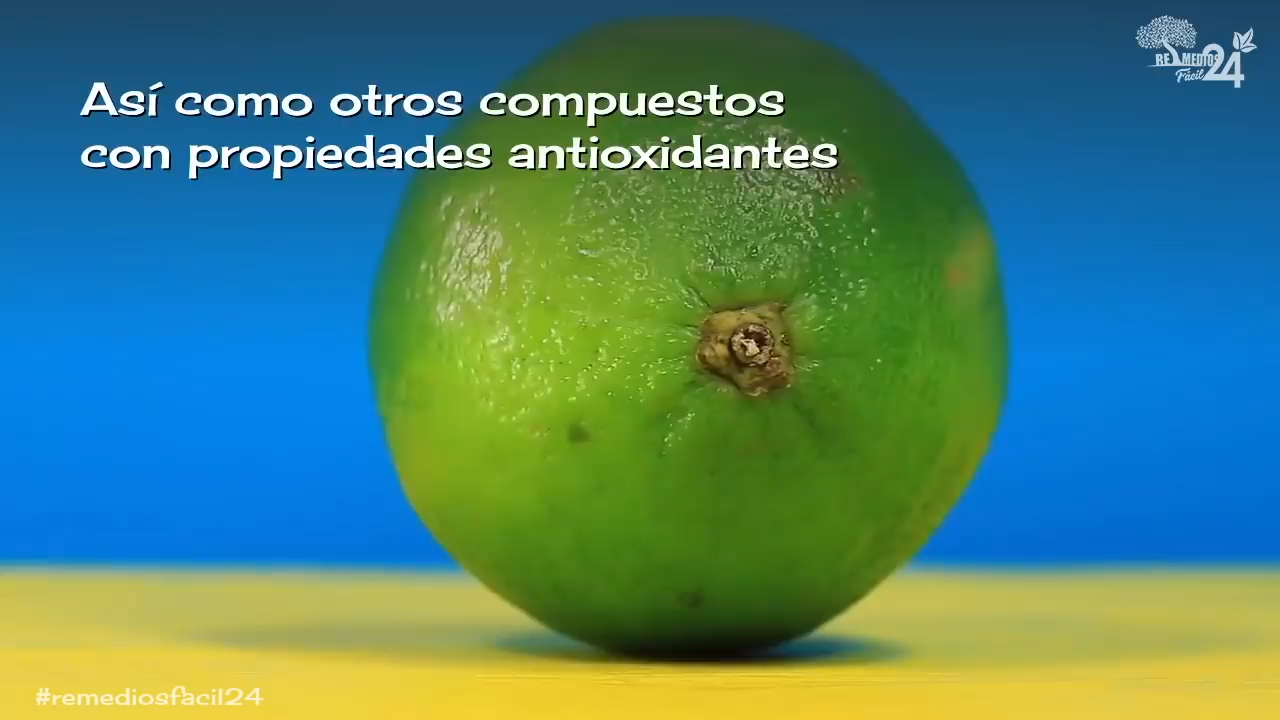 Así como otros compuestos
con propiedades antioxidantes
REMEDIOS
Fácil 24
#remediosfacil24